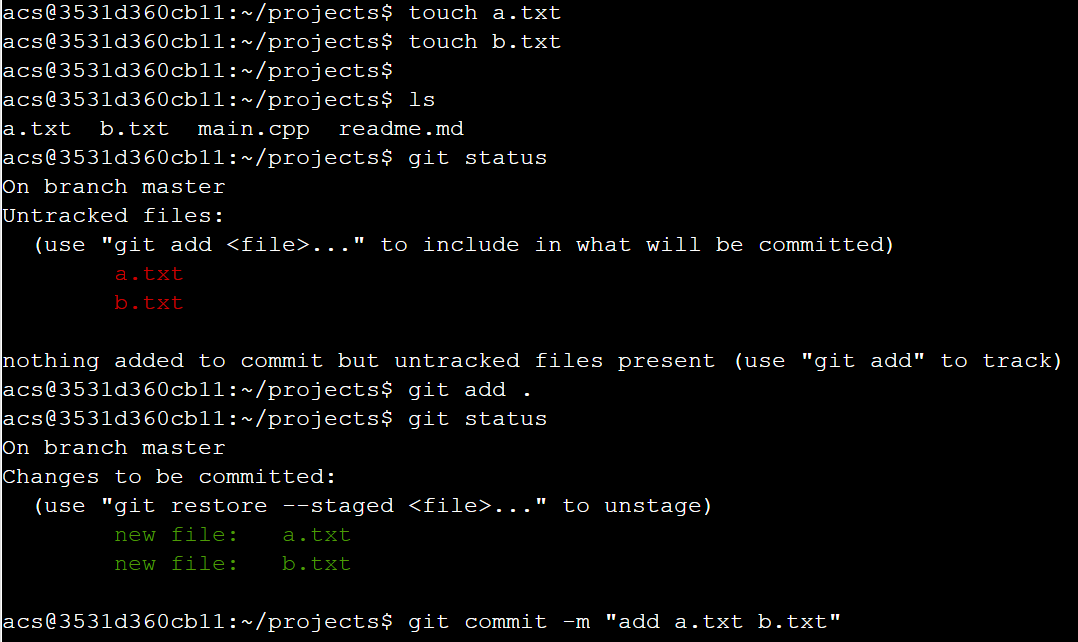 acs@3531d360cb11:~/projects$ touch a.txt
acs@3531d360cb11:~/projects$ touch b.txt
acs@3531d360cb11:~/projects$
acs@3531d360cb11:~/projects$ ls
a.txt  b.txt  main.cpp  readme.md
acs@3531d360cb11:~/projects$ git status
On branch master
Untracked files:
  (use "git add <file>..." to include in what will be committed)
        a.txt
        b.txt

nothing added to commit but untracked files present (use "git add" to track)
acs@3531d360cb11:~/projects$ git add .
acs@3531d360cb11:~/projects$ git status
On branch master
Changes to be committed:
  (use "git restore --staged <file>..." to unstage)
        new file:   a.txt
        new file:   b.txt

acs@3531d360cb11:~/projects$ git commit -m "add a.txt b.txt"